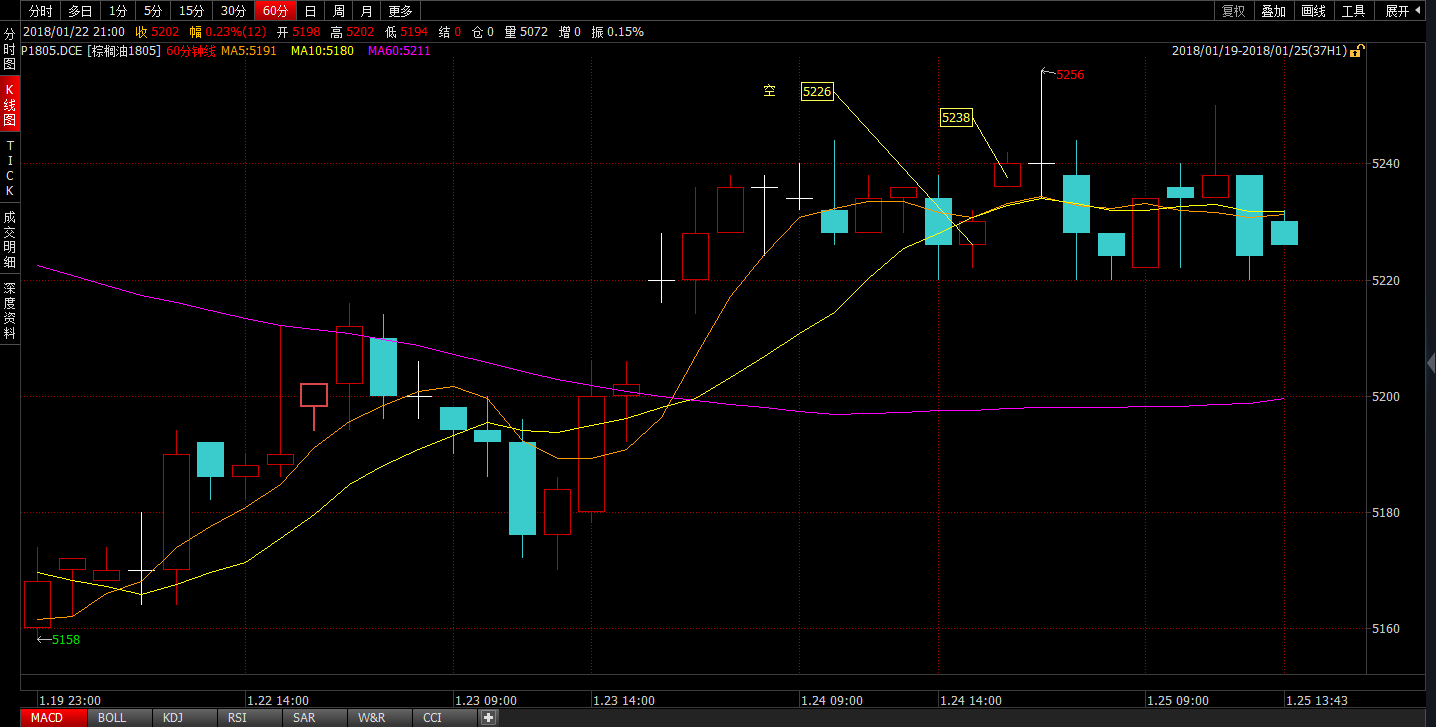 分时 多日 1分 5分 15分 30分 60分 日 周 月 更多 复权 叠加 画线 工具 展开
2018/01/22 21:00 收 5202 幅 0.23%(12) 开 5198 高 5202 低 5194 结 0 仓 0 量 5072 增 0 振 0.15%
P1805.DCE [棕榈油1805] 60分钟线 MA5:5191 MA10:5180 MA60:5211 2018/01/19-2018/01/25(37H1)
分时图
K线图
TICK
成交明细
深度资料
5256
空 5226
5238
5240
5220
5200
5180
5160
5158
1.19 23:00 1.22 14:00 1.23 09:00 1.23 14:00 1.24 09:00 1.24 14:00 1.25 09:00 1.25 13:43
MACD BOLL KDJ RSI SAR W&R CCI